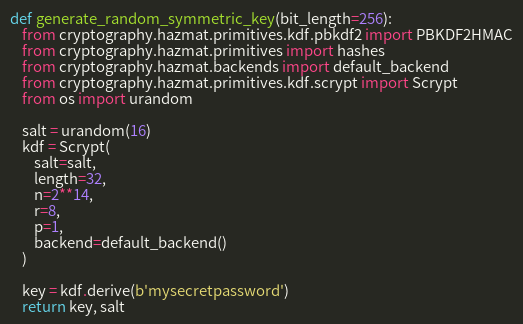 def generate_random_symmetric_key(bit_length=256):
    from cryptography.hazmat.primitives.kdf.pbkdf2 import PBKDF2HMAC
    from cryptography.hazmat.primitives import hashes
    from cryptography.hazmat.backends import default_backend
    from cryptography.hazmat.primitives.kdf.scrypt import Scrypt
    from os import urandom

    salt = urandom(16)
    kdf = Scrypt(
        salt=salt,
        length=32,
        n=2**14,
        r=8,
        p=1,
        backend=default_backend()
    )

    key = kdf.derive(b'mysecretpassword')
    return key, salt